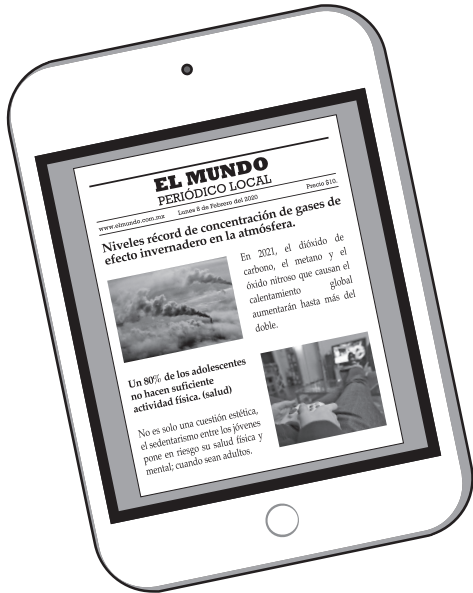 EL MUNDO
PERIÓDICO LOCAL
www.elmundo.com.mx Lunes 8 de Febrero del 2020 Precio $10.
Niveles récord de concentración de gases de
efecto invernadero en la atmósfera.
En 2021, el dióxido de
carbono, el metano y el
óxido nitroso que causan el
calentamiento global
aumentarán hasta más del
doble.
Un 80% de los adolescentes
no hacen suficiente
actividad física. (salud)
No es solo una cuestión estética,
el sedentarismo entre los jóvenes
pone en riesgo su salud física y
mental; cuando sean adultos.